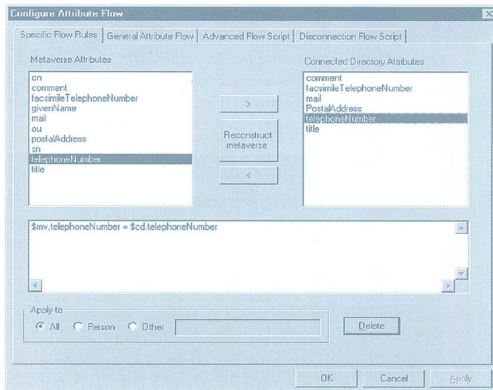 Configure Attribute Flow
Specific Flow Rules General Attribute Flow Advanced Flow Script Disconnection Flow Script
Metaverse Attributes
cn
comment
facsimileTelephoneNumber
givenName
mail
ou
postalAddress
sn
telephoneNumber
title
>
Reconstruct
metaverse
<
Connected Directory Attributes
comment
facsimileTelephoneNumber
mail
PostalAddress
telephoneNumber
title
$mv.telephoneNumber = $cd.telephoneNumber
Apply to
All Person Other
Delete
OK Cancel Apply